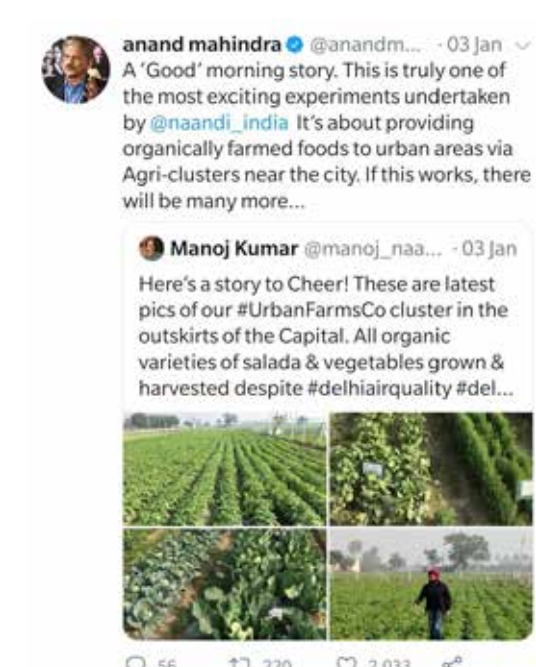 anand mahindra @anandm... · 03 Jan
A 'Good' morning story. This is truly one of
the most exciting experiments undertaken
by @naandi_india It's about providing
organically farmed foods to urban areas via
Agri-clusters near the city. If this works, there
will be many more...
Manoj Kumar @manoj_naa... · 03 Jan
Here's a story to Cheer! These are latest
pics of our #UrbanFarmsCo cluster in the
outskirts of the Capital. All organic
varieties of salada & vegetables grown &
harvested despite #delhiairquality #del...
56 220 2,033